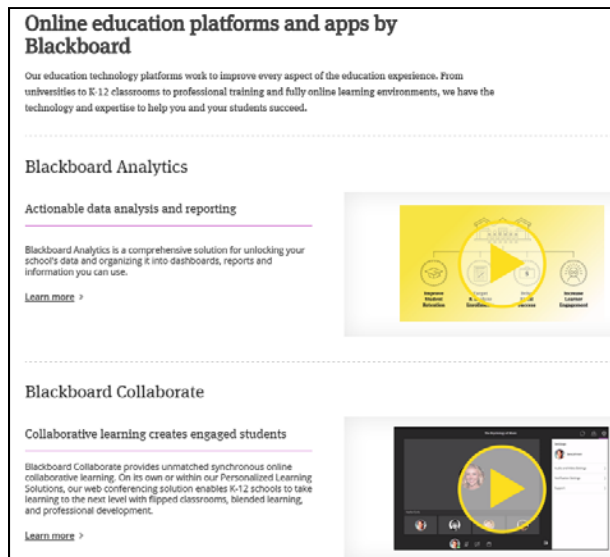 Online education platforms and apps by
Blackboard
Our education technology platforms work to improve every aspect of the education experience. From
universities to K-12 classrooms to professional training and fully online learning environments, we have the
technology and expertise to help you and your students succeed.
Blackboard Analytics
Actionable data analysis and reporting
Blackboard Analytics is a comprehensive solution for unlocking your
school's data and organizing it into dashboards, reports and
information you can use.
Learn more >
Improve
Student
Retention
Increase
Learner
Engagement
Blackboard Collaborate
Collaborative learning creates engaged students
Blackboard Collaborate provides unmatched synchronous online
collaborative learning. On its own or within our Personalized Learning
Solutions, our web conferencing solution enables K-12 schools to take
learning to the next level with flipped classrooms, blended learning,
and professional development.
Learn more >